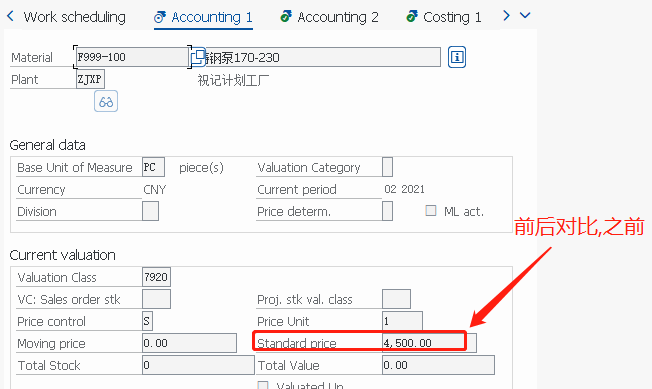 Work scheduling Accounting 1 Accounting 2 Costing 1
Material F999-100 钢泵170-230
Plant ZJXP 祝记计划工厂
General data
Base Unit of Measure PC piece(s) Valuation Category
Currency CNY Current period 02 2021
Division Price determ. ML act.
前后对比,之前
Current valuation
Valuation Class 7920
VC: Sales order stk Proj. stk val. class
Price control S Price Unit 1
Moving price 0.00 Standard price 4,500.00
Total Stock 0 Total Value 0.00
Valuated Un